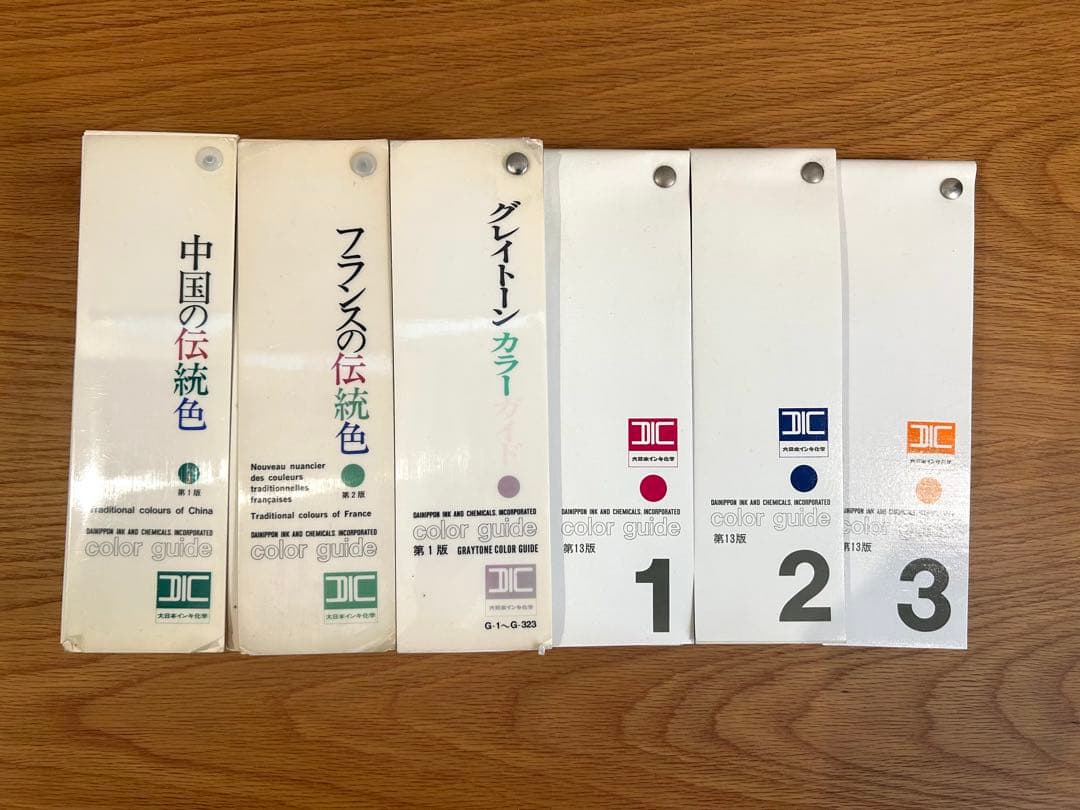 中国の伝統色
第1版
Traditional colours of China
DAINIPPON INK AND CHEMICALS, INCORPORATED
color guide
DIC
大日本インキ化学
フランスの伝統色
Nouveau nuancier
des couleurs
traditionnelles
françaises
第2版
Traditional colours of France
DAINIPPON INK AND CHEMICALS, INCORPORATED
color guide
DIC
大日本インキ化学
グレイトーンカラーガイド
DAINIPPON INK AND CHEMICALS, INCORPORATED
color guide
第1版 GRAYTONE COLOR GUIDE
DIC
大日本インキ化学
G-1〜G-323
DIC
大日本インキ化学
DAINIPPON INK AND CHEMICALS, INCORPORATED
color guide
第13版
1
DIC
大日本インキ化学
DAINIPPON INK AND CHEMICALS, INCORPORATED
color guide
第13版
2
DIC
大日本インキ化学
INK AND CHEMICALS, INCORPORATED
color guide
第13版
3